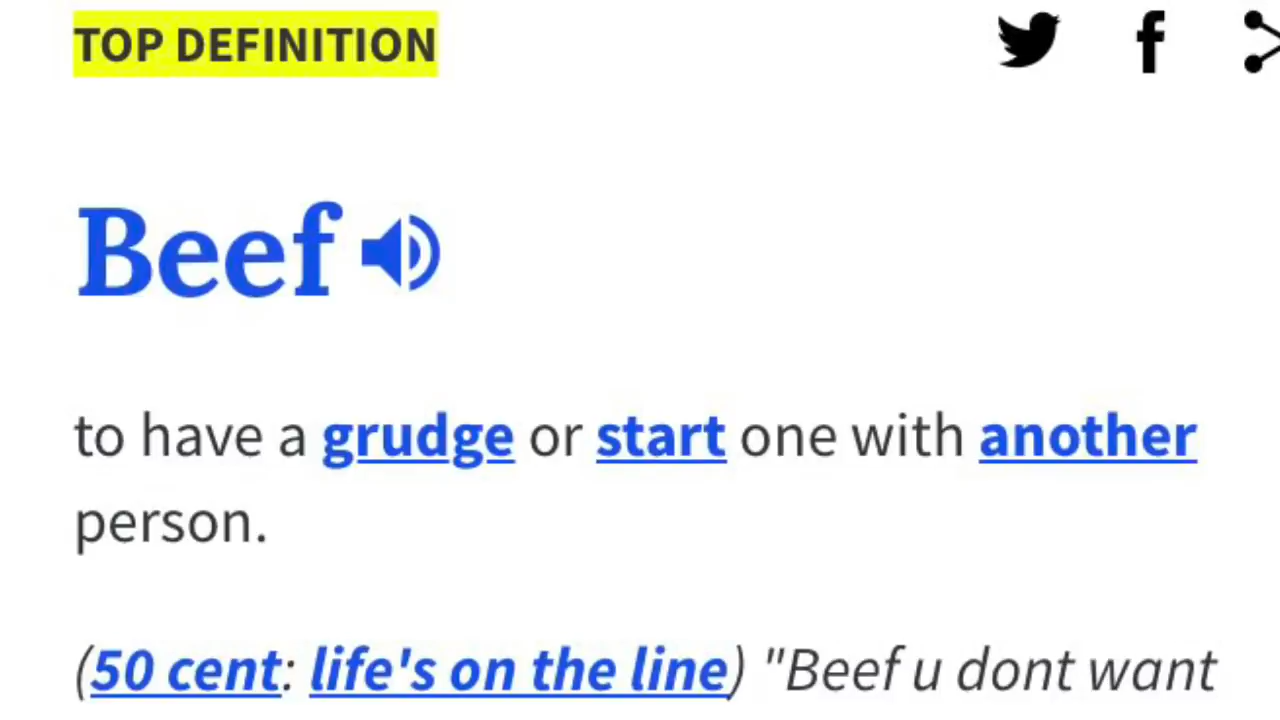 TOP DEFINITION
Beef
to have a grudge or start one with another
person.
(50 cent: life's on the line) "Beef u dont want